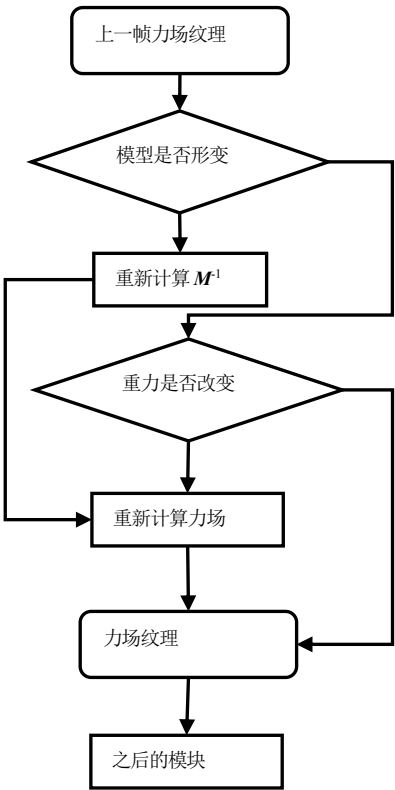 上一帧力场纹理
模型是否形变
重新计算 M⁻¹
重力是否改变
重新计算力场
力场纹理
之后的模块